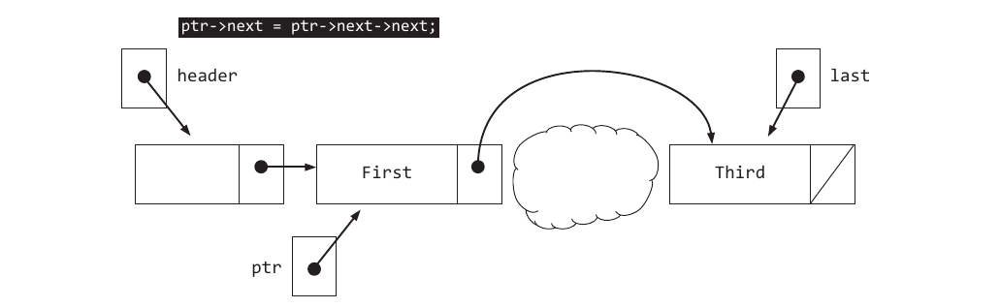 ptr->next = ptr->next->next;
header
last
First
Third
ptr